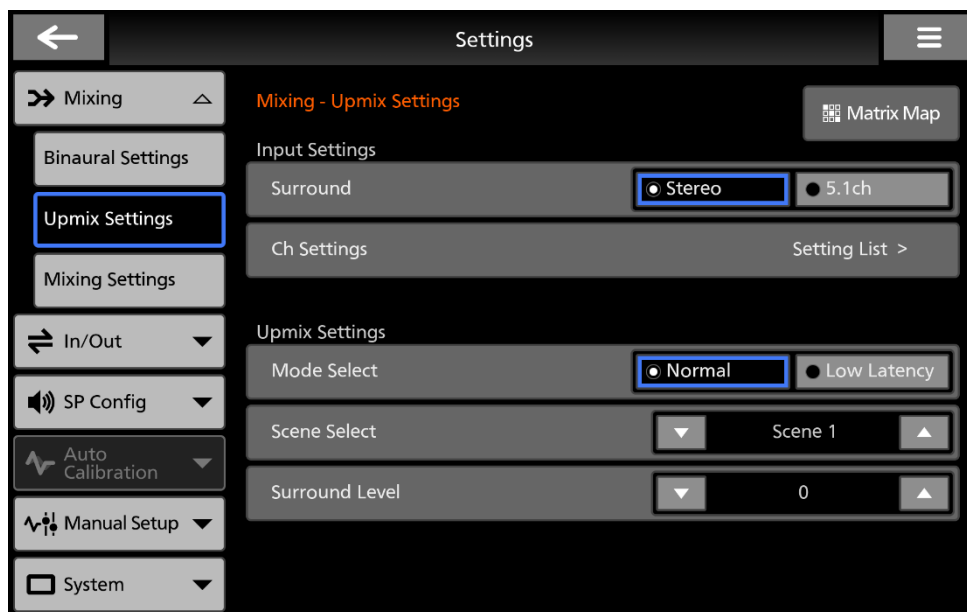 Settings
Mixing
Binaural Settings
Upmix Settings
Mixing Settings
In/Out
SP Config
Auto
Calibration
Manual Setup
System
Mixing - Upmix Settings
Matrix Map
Input Settings
Surround
Stereo
5.1ch
Ch Settings
Setting List >
Upmix Settings
Mode Select
Normal
Low Latency
Scene Select
Scene 1
Surround Level
0